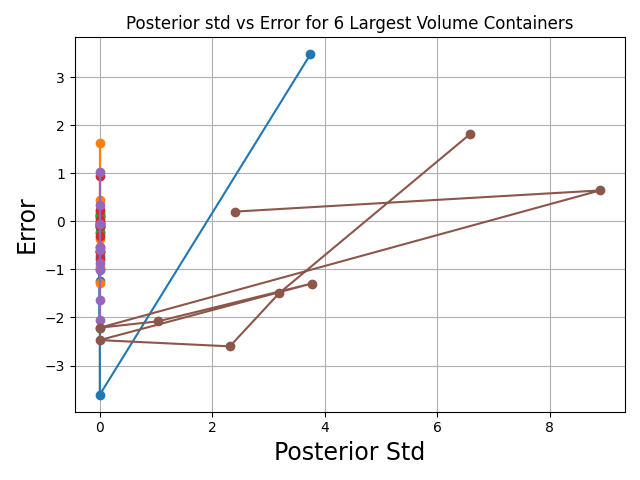 Posterior std vs Error for 6 Largest Volume Containers
Error
3
2
1
0
−1
−2
−3
0 2 4 6 8
Posterior Std